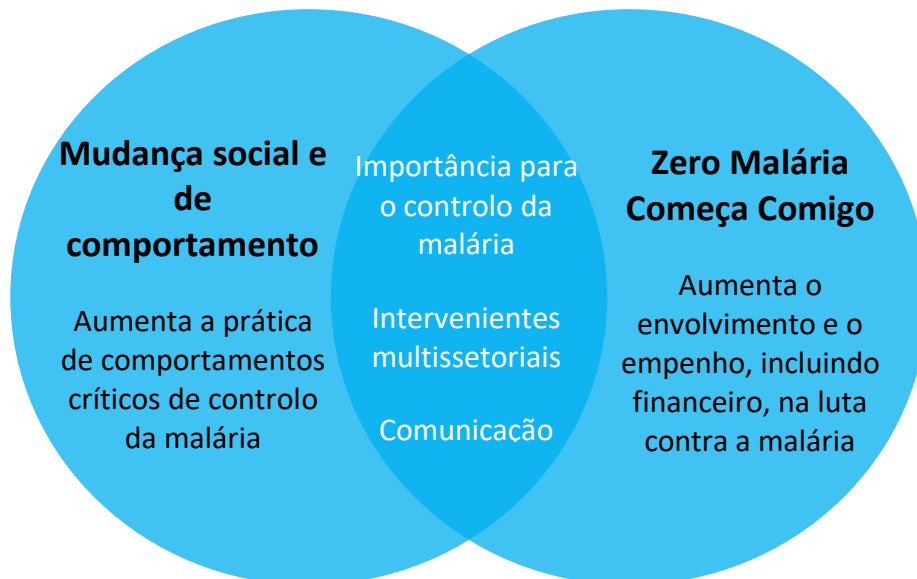 Mudança social e
de
comportamento
Aumenta a prática
de comportamentos
críticos de controlo
da malária
Importância para
o controlo da
malária
Intervenientes
multissetoriais
Comunicação
Zero Malária
Começa Comigo
Aumenta o
envolvimento e o
empenho, incluindo
financeiro, na luta
contra a malária